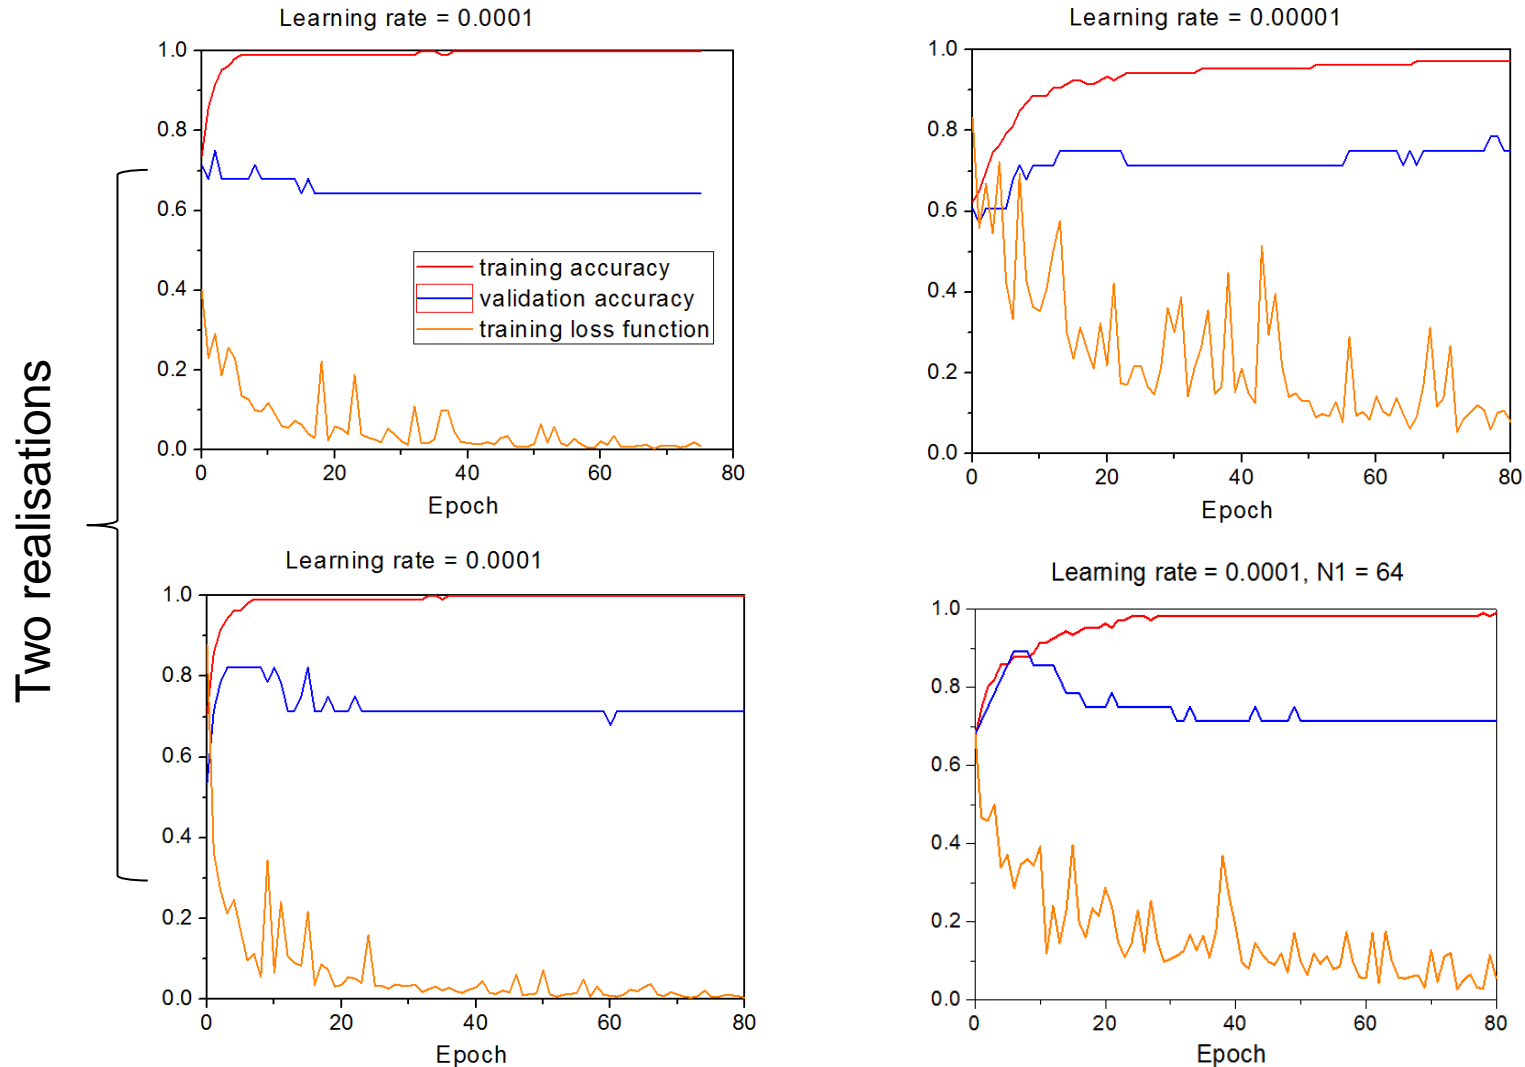 Two realisations
Learning rate = 0.0001
1.0
0.8
0.6
0.4
0.2
0.0
0 20 40 60 80
Epoch
training accuracy
validation accuracy
training loss function
Learning rate = 0.00001
1.0
0.8
0.6
0.4
0.2
0.0
0 20 40 60 80
Epoch
Learning rate = 0.0001
1.0
0.8
0.6
0.4
0.2
0.0
0 20 40 60 80
Epoch
Learning rate = 0.0001, N1 = 64
1.0
0.8
0.6
0.4
0.2
0.0
0 20 40 60 80
Epoch